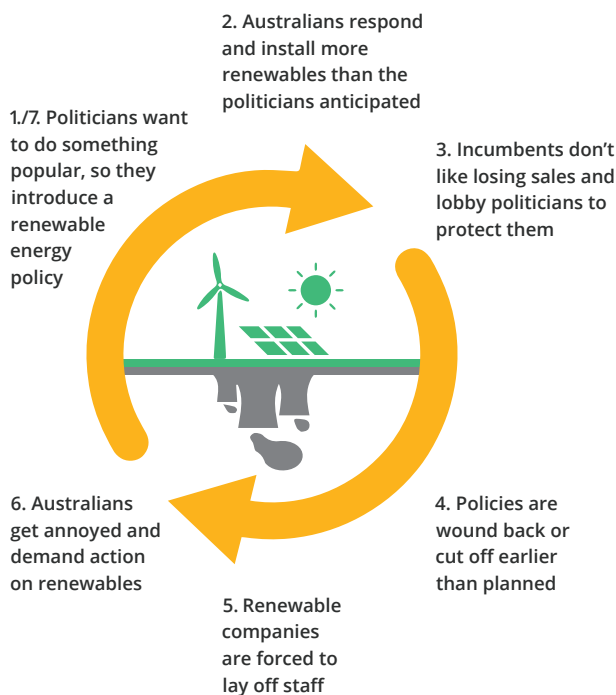 1./7. Politicians want
to do something
popular, so they
introduce a
renewable
energy
policy
2. Australians respond
and install more
renewables than the
politicians anticipated
3. Incumbents don’t
like losing sales and
lobby politicians to
protect them
4. Policies are
wound back or
cut off earlier
than planned
5. Renewable
companies
are forced to
lay off staff
6. Australians
get annoyed and
demand action
on renewables